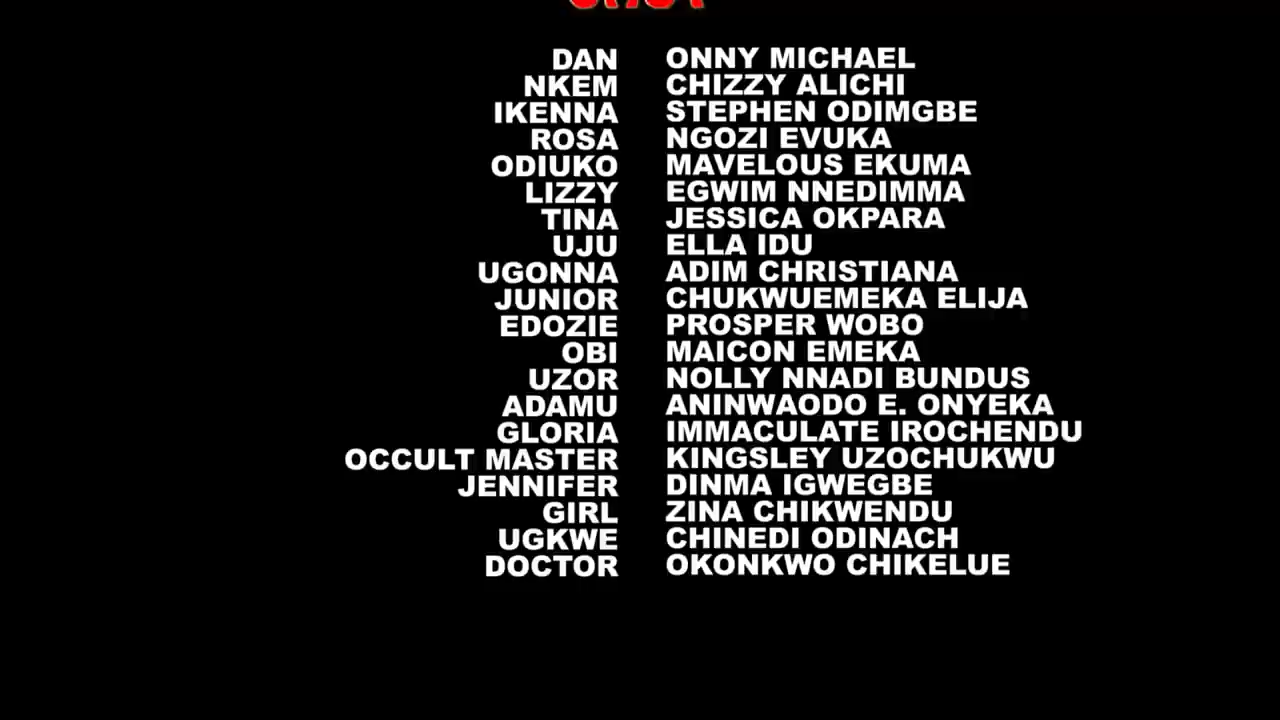 DAN ONNY MICHAEL
NKEM CHIZZY ALICHI
IKENNA STEPHEN ODIMGBE
ROSA NGOZI EVUKA
ODIUKO MAVELOUS EKUMA
LIZZY EGWIM NNEDIMMA
TINA JESSICA OKPARA
UJU ELLA IDU
UGONNA ADIM CHRISTIANA
JUNIOR CHUKWUEMEKA ELIJA
EDOZIE PROSPER WOBO
OBI MAICON EMEKA
UZOR NOLLY NNADI BUNDUS
ADAMU ANINWAODO E. ONYEKA
GLORIA IMMACULATE IROCHENDU
OCCULT MASTER KINGSLEY UZOCHUKWU
JENNIFER DINMA IGWEGBE
GIRL ZINA CHIKWENDU
UGKWE CHINEDI ODINACH
DOCTOR OKONKWO CHIKELUE